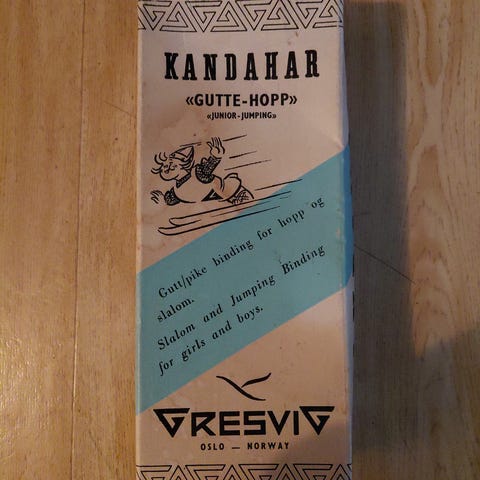 KANDAHAR
«GUTTE-HOPP»
«JUNIOR-JUMPING»
Gutt/pike binding for hopp og
slalom.
Slalom and Jumping Binding
for girls and boys.
GRESVIG
OSLO — NORWAY